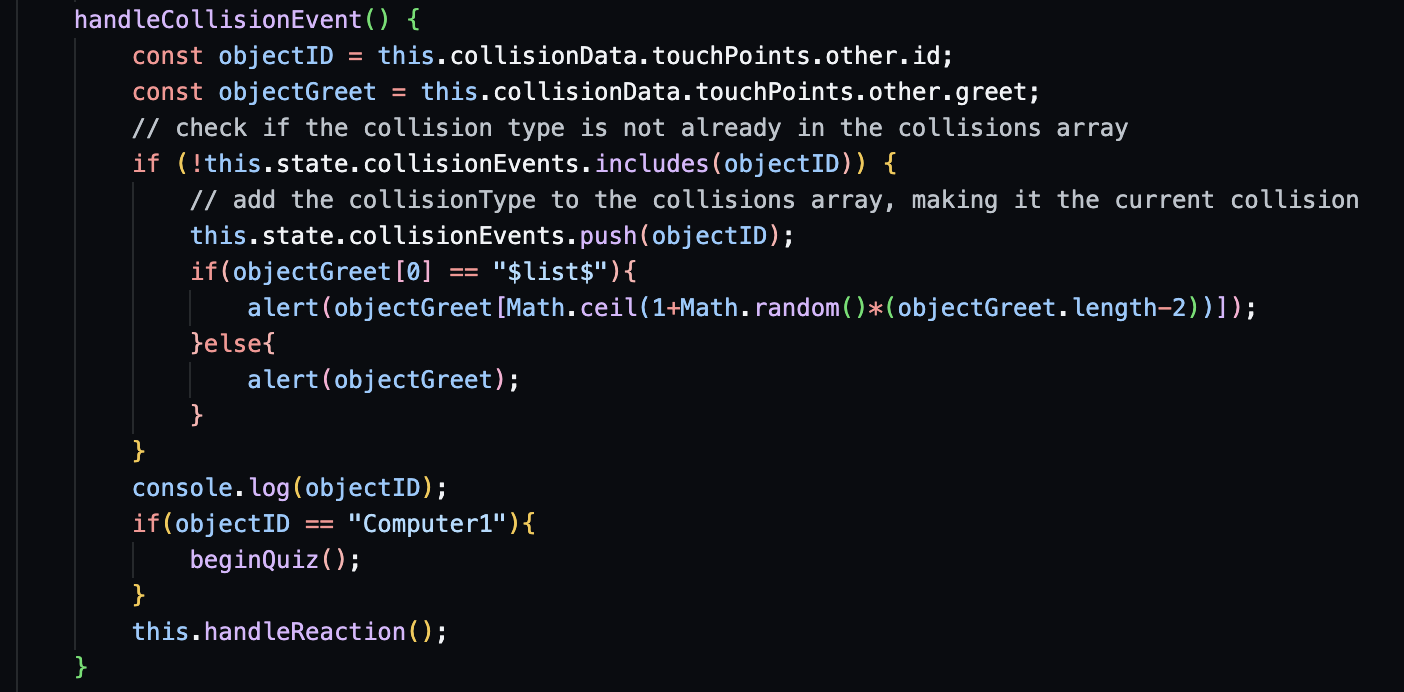 handleCollisionEvent() {
    const objectID = this.collisionData.touchPoints.other.id;
    const objectGreet = this.collisionData.touchPoints.other.greet;
    // check if the collision type is not already in the collisions array
    if (!this.state.collisionEvents.includes(objectID)) {
        // add the collisionType to the collisions array, making it the current collision
        this.state.collisionEvents.push(objectID);
        if(objectGreet[0] == "$list$"){
            alert(objectGreet[Math.ceil(1+Math.random()*(objectGreet.length-2))]);
        }else{
            alert(objectGreet);
        }
    }
    console.log(objectID);
    if(objectID == "Computer1"){
        beginQuiz();
    }
    this.handleReaction();
}